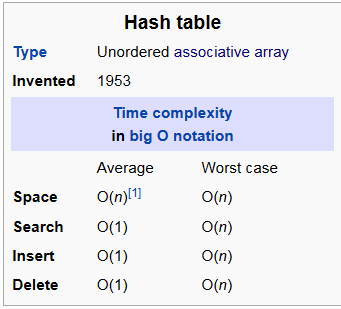 Hash table
Type Unordered associative array
Invented 1953
Time complexity
in big O notation
Average Worst case
Space O(n)[1] O(n)
Search O(1) O(n)
Insert O(1) O(n)
Delete O(1) O(n)